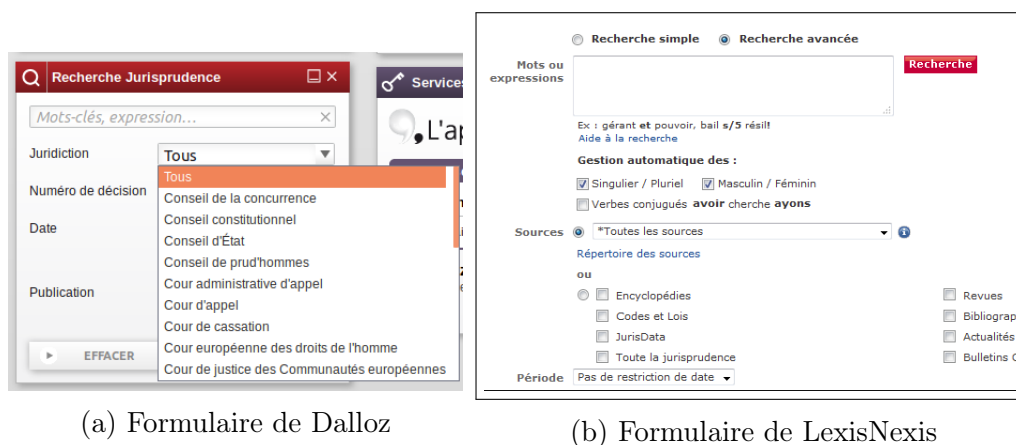 Recherche Jurisprudence
Mots-clés, expression...
Juridiction
Tous
Tous
Numéro de décision
Conseil de la concurrence
Conseil constitutionnel
Date
Conseil d'État
Conseil de prud'hommes
Cour administrative d'appel
Publication
Cour d'appel
Cour de cassation
Cour européenne des droits de l'homme
EFFACER
Cour de justice des Communautés européennes
Services
L'ap
(a) Formulaire de Dalloz
Recherche simple Recherche avancée
Mots ou
expressions
Recherche
Ex : gérant et pouvoir, bail s/5 résil!
Aide à la recherche
Gestion automatique des :
Singulier / Pluriel Masculin / Féminin
Verbes conjugués avoir cherche ayons
Sources *Toutes les sources
Répertoire des sources
ou
Encyclopédies Revues
Codes et Lois Bibliograp
JurisData Actualités
Toute la jurisprudence Bulletins
Période Pas de restriction de date
(b) Formulaire de LexisNexis